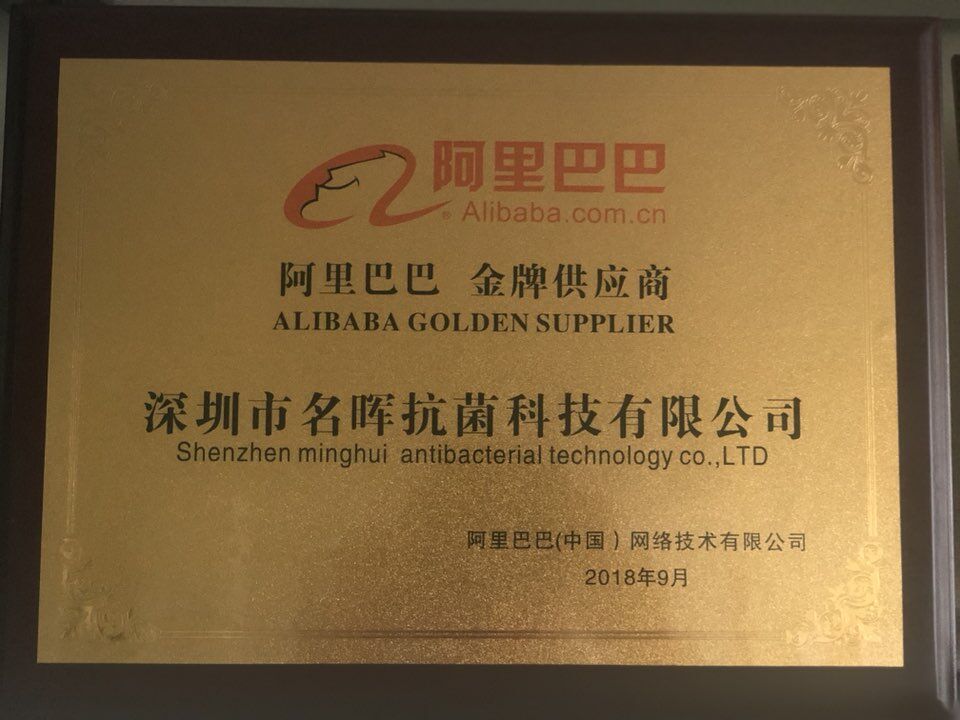 阿里巴巴
® Alibaba.com.cn
阿里巴巴 金牌供应商
ALIBABA GOLDEN SUPPLIER
深圳市名晖抗菌科技有限公司
Shenzhen minghui antibacterial technology co.,LTD
阿里巴巴(中国)网络技术有限公司
2018年9月